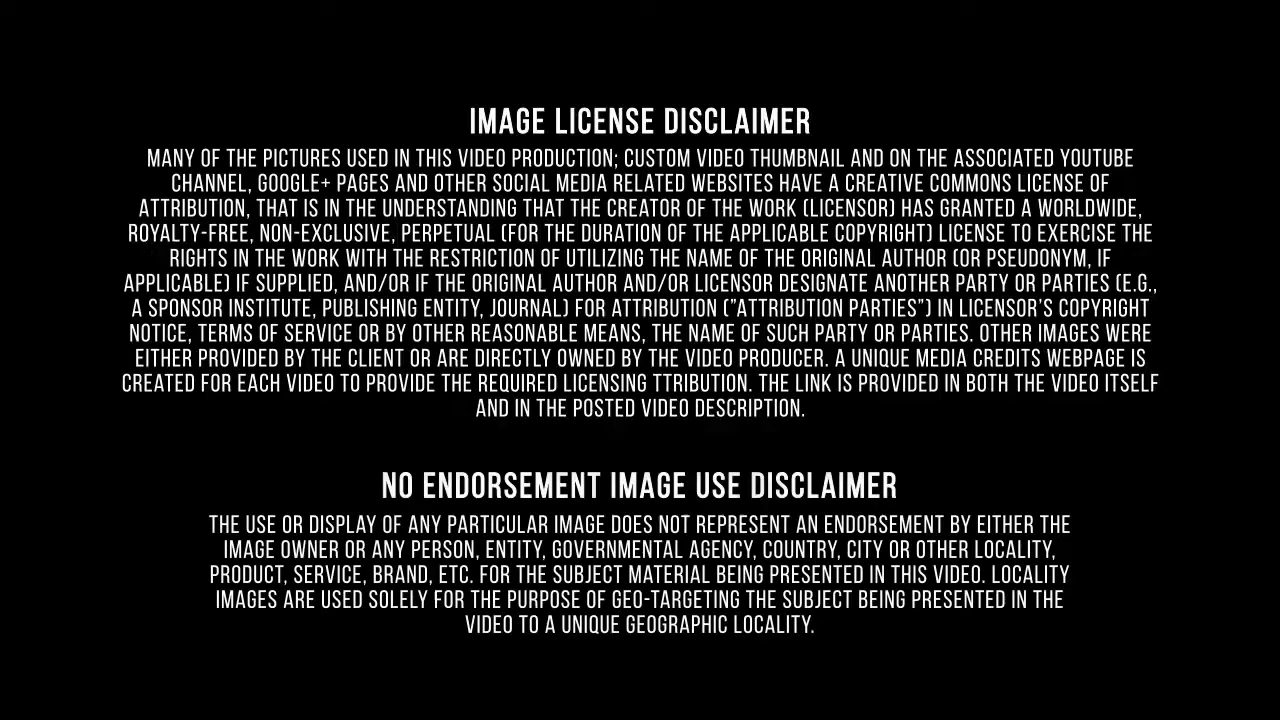 IMAGE LICENSE DISCLAIMER
MANY OF THE PICTURES USED IN THIS VIDEO PRODUCTION; CUSTOM VIDEO THUMBNAIL AND ON THE ASSOCIATED YOUTUBE
CHANNEL, GOOGLE+ PAGES AND OTHER SOCIAL MEDIA RELATED WEBSITES HAVE A CREATIVE COMMONS LICENSE OF
ATTRIBUTION, THAT IS IN THE UNDERSTANDING THAT THE CREATOR OF THE WORK (LICENSOR) HAS GRANTED A WORLDWIDE,
ROYALTY-FREE, NON-EXCLUSIVE, PERPETUAL (FOR THE DURATION OF THE APPLICABLE COPYRIGHT) LICENSE TO EXERCISE THE
RIGHTS IN THE WORK WITH THE RESTRICTION OF UTILIZING THE NAME OF THE ORIGINAL AUTHOR (OR PSEUDONYM, IF
APPLICABLE) IF SUPPLIED, AND/OR IF THE ORIGINAL AUTHOR AND/OR LICENSOR DESIGNATE ANOTHER PARTY OR PARTIES (E.G.,
A SPONSOR INSTITUTE, PUBLISHING ENTITY, JOURNAL) FOR ATTRIBUTION ("ATTRIBUTION PARTIES") IN LICENSOR'S COPYRIGHT
NOTICE, TERMS OF SERVICE OR BY OTHER REASONABLE MEANS, THE NAME OF SUCH PARTY OR PARTIES. OTHER IMAGES WERE
EITHER PROVIDED BY THE CLIENT OR ARE DIRECTLY OWNED BY THE VIDEO PRODUCER. A UNIQUE MEDIA CREDITS WEBPAGE IS
CREATED FOR EACH VIDEO TO PROVIDE THE REQUIRED LICENSING TTRIBUTION. THE LINK IS PROVIDED IN BOTH THE VIDEO ITSELF
AND IN THE POSTED VIDEO DESCRIPTION.
NO ENDORSEMENT IMAGE USE DISCLAIMER
THE USE OR DISPLAY OF ANY PARTICULAR IMAGE DOES NOT REPRESENT AN ENDORSEMENT BY EITHER THE
IMAGE OWNER OR ANY PERSON, ENTITY, GOVERNMENTAL AGENCY, COUNTRY, CITY OR OTHER LOCALITY,
PRODUCT, SERVICE, BRAND, ETC. FOR THE SUBJECT MATERIAL BEING PRESENTED IN THIS VIDEO. LOCALITY
IMAGES ARE USED SOLELY FOR THE PURPOSE OF GEO-TARGETING THE SUBJECT BEING PRESENTED IN THE
VIDEO TO A UNIQUE GEOGRAPHIC LOCALITY.